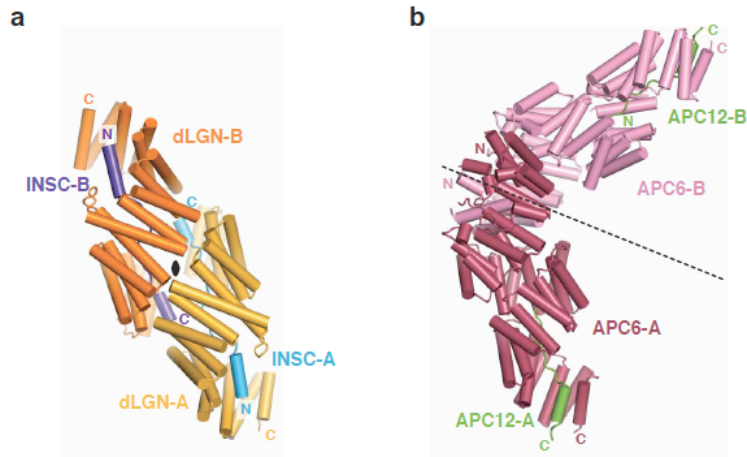 a
C
N
dLGN-B
INSC-B
C
C
INSC-A
dLGN-A
N
C
b
C
C
N
APC12-B
N
N
APC6-B
APC6-A
APC12-A
C
C